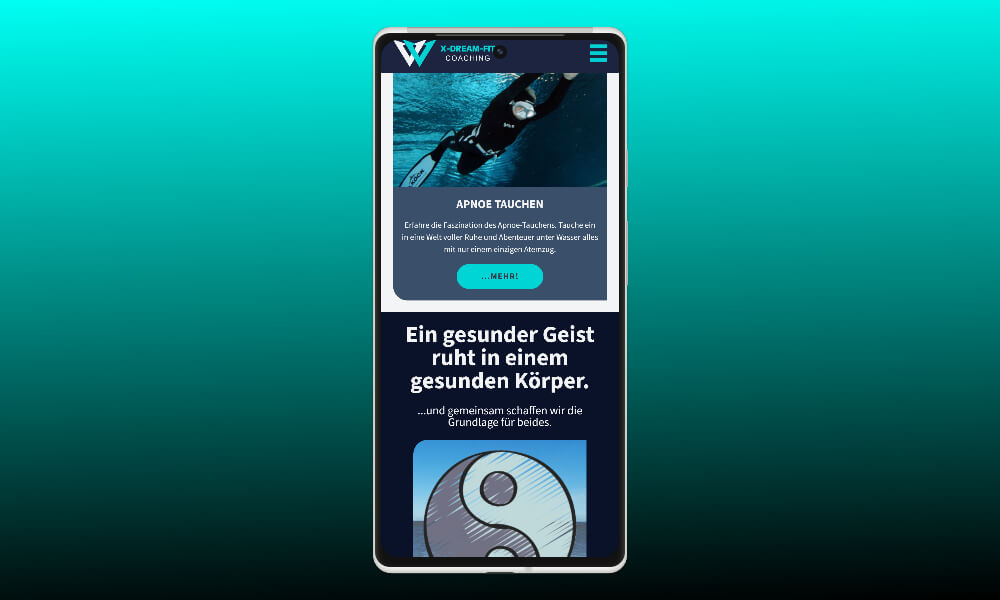 X-DREAM-FIT
COACHING
APNOE TAUCHEN
Erfahre die Faszination des Apnoe-Tauchens. Tauche ein
in eine Welt voller Ruhe und Abenteuer unter Wasser alles
mit nur einem einzigen Atemzug.
...MEHR!
Ein gesunder Geist
ruht in einem
gesunden Körper.
...und gemeinsam schaffen wir die
Grundlage für beides.